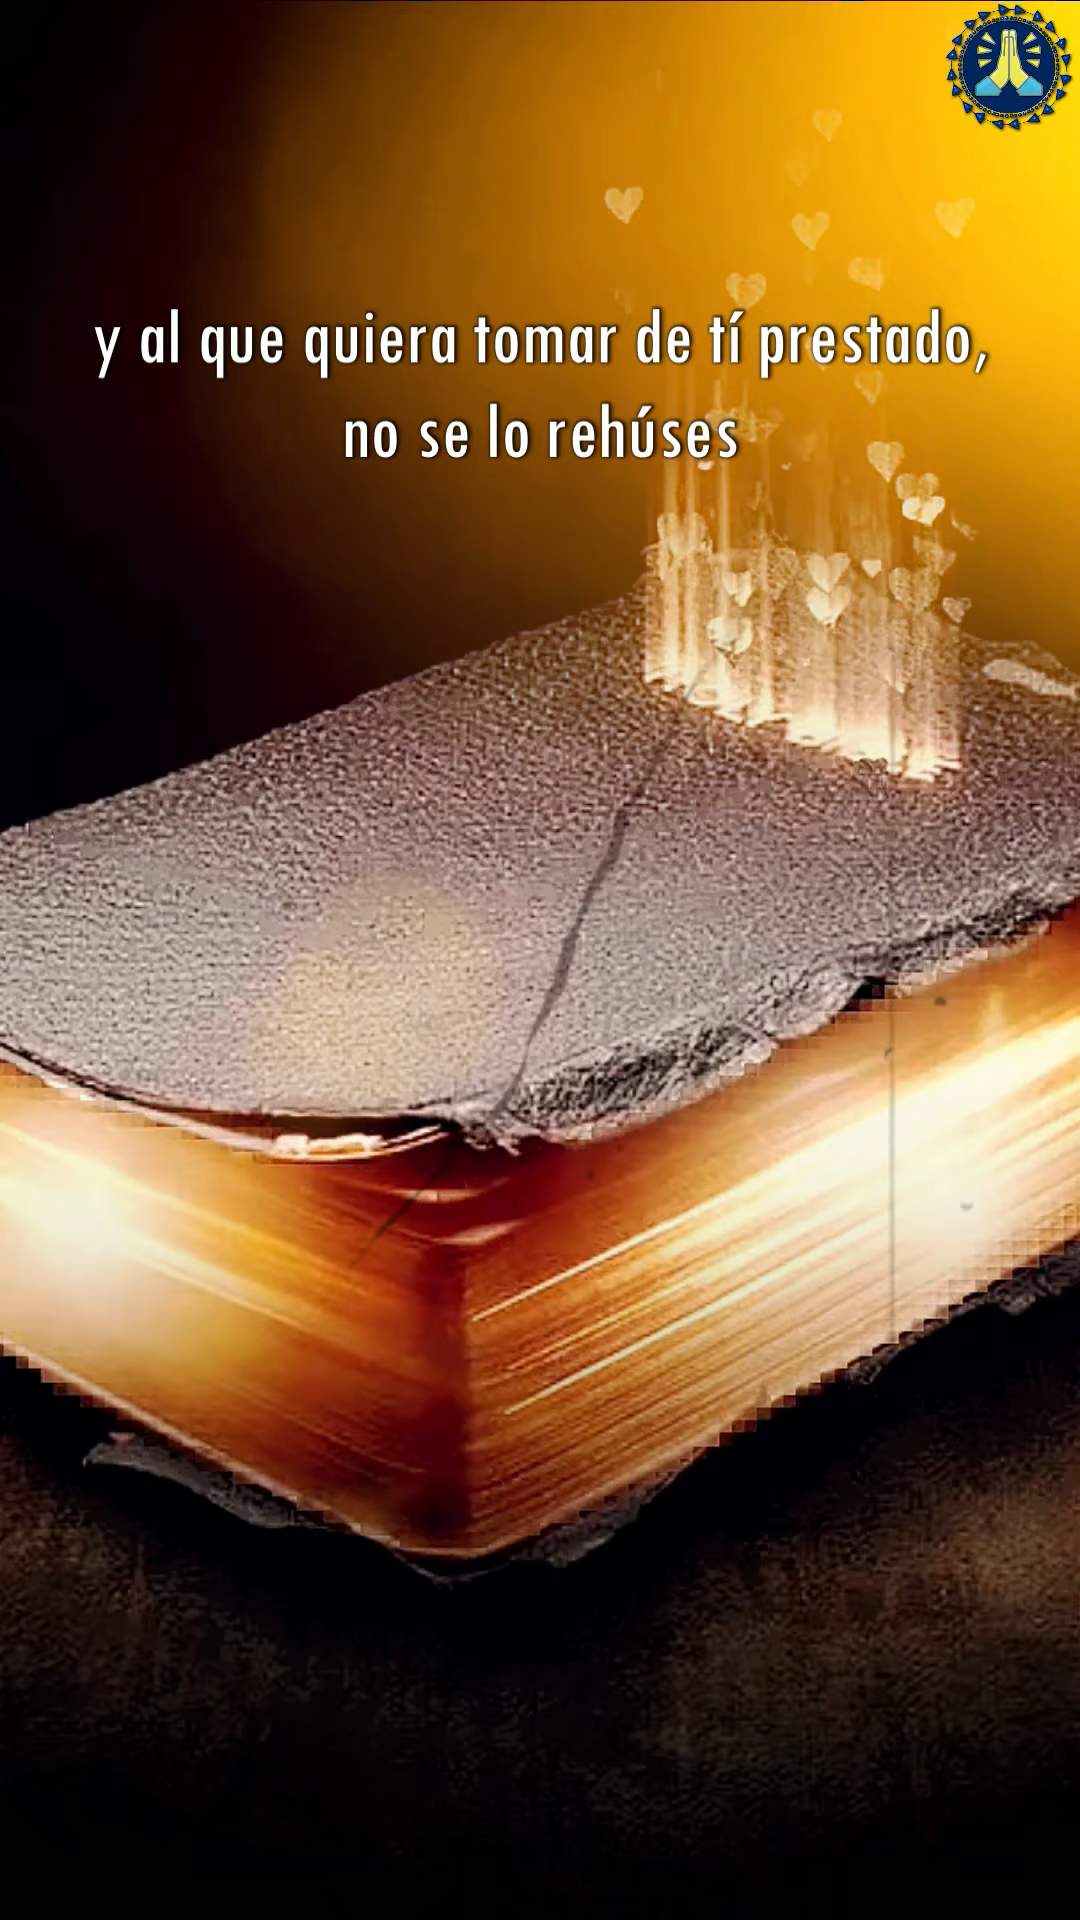 y al que quiera tomar de tí prestado,
no se lo rehúses